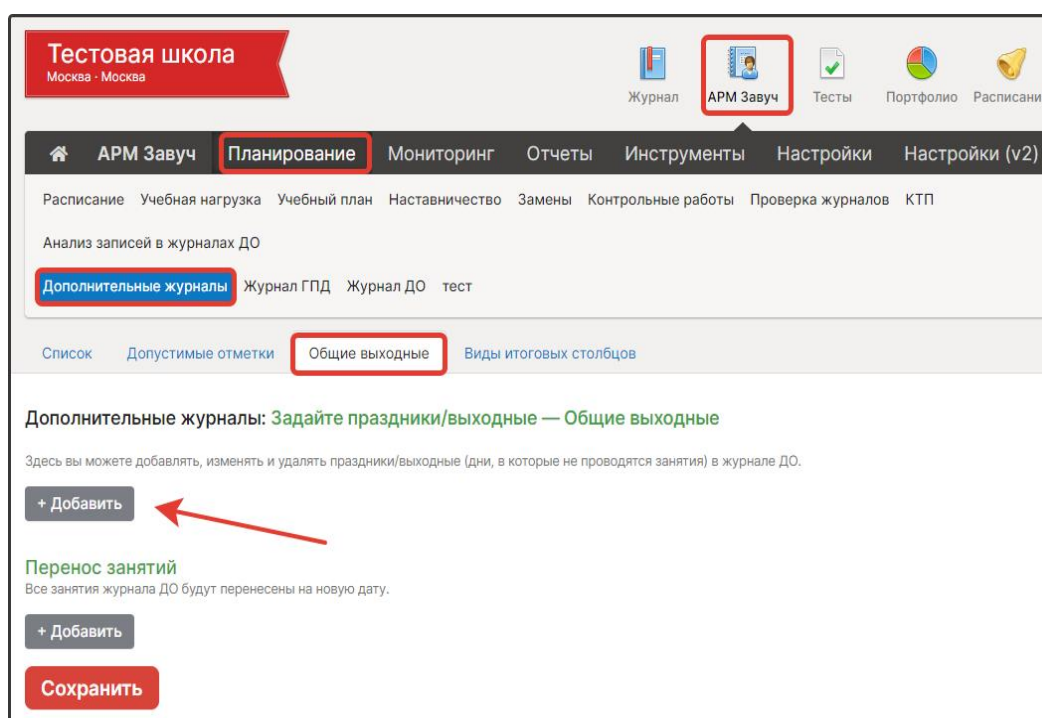 Тестовая школа
Москва - Москва
Журнал
АРМ Завуч
Тесты
Портфолио
Расписани
АРМ Завуч Планирование Мониторинг Отчеты Инструменты Настройки Настройки (v2)
Расписание Учебная нагрузка Учебный план Наставничество Замены Контрольные работы Проверка журналов КТП
Анализ записей в журналах ДО
Дополнительные журналы Журнал ГПД Журнал ДО тест
Список Допустимые отметки Общие выходные Виды итоговых столбцов
Дополнительные журналы: Задайте праздники/выходные — Общие выходные
Здесь вы можете добавлять, изменять и удалять праздники/выходные (дни, в которые не проводятся занятия) в журнале ДО.
+ Добавить
Перенос занятий
Все занятия журнала ДО будут перенесены на новую дату.
+ Добавить
Сохранить